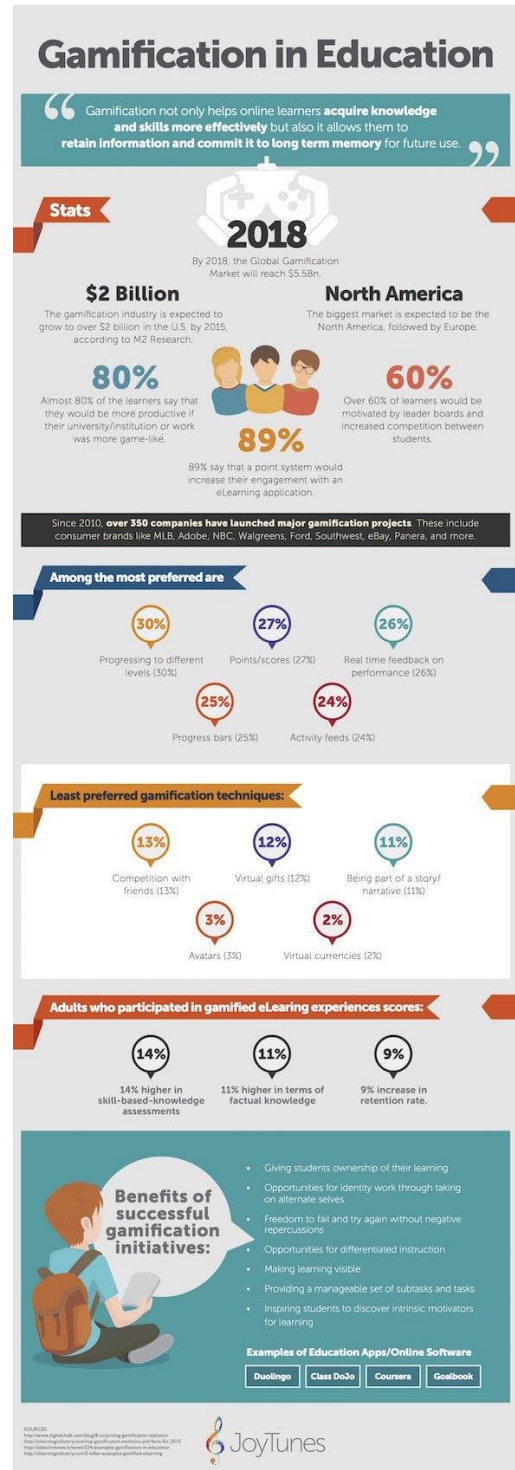 Gamification in Education
“ Gamification not only helps online learners acquire knowledge
and skills more effectively but also it allows them to
retain information and commit it to long term memory for future use. ”
Stats
2018
By 2018, the Global Gamification
Market will reach $5.5Bn.
$2 Billion
The gamification industry is expected to
grow to over $2 billion in the U.S. by 2015,
according to M2 Research.
North America
The biggest market is expected to be the
North America, followed by Europe.
80%
Almost 80% of the learners say that
they would be more productive if
their university/institution or work
was more game-like.
60%
Over 60% of learners would be
motivated by leader boards and
increased competition between
students.
89%
89% say that a point system would
increase their engagement with an
eLearning application.
Since 2010, over 350 companies have launched major gamification projects. These include
consumer brands like MLB, Adobe, NBC, Walgreens, Ford, Southwest, eBay, Panera, and more.
Among the most preferred are
30%
Progressing to different
levels (30%)
27%
Points/scores (27%)
26%
Real time feedback on
performance (26%)
25%
Progress bars (25%)
24%
Activity feeds (24%)
Least preferred gamification techniques:
13%
Competition with
friends (13%)
12%
Virtual gifts (12%)
11%
Being part of a story/
narrative (11%)
3%
Avatars (3%)
2%
Virtual currencies (2%)
Adults who participated in gamified eLearing experiences scores:
14%
14% higher in
skill-based-knowledge
assessments
11%
11% higher in terms of
factual knowledge
9%
9% increase in
retention rate.
Benefits of
successful
gamification
initiatives:
• Giving students ownership of their learning
• Opportunities for identity work through taking
on alternate selves
• Freedom to fail and try again without negative
repercussions
• Opportunities for differentiated instruction
• Making learning visible
• Providing a manageable set of subtasks and tasks
• Inspiring students to discover intrinsic motivators
for learning
Examples of Education Apps/Online Software
Duolingo
Class DoJo
Coursera
Goalbook
SOURCES
JoyTunes